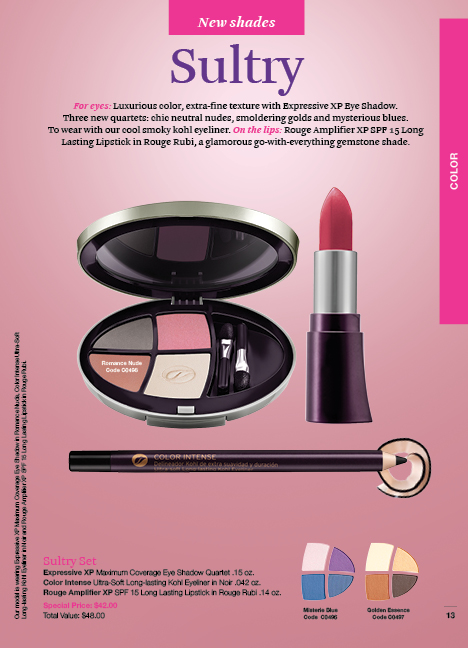 New shades
Sultry
For eyes: Luxurious color, extra-fine texture with Expressive XP Eye Shadow.
Three new quartets: chic neutral nudes, smoldering golds and mysterious blues.
To wear with our cool smoky kohl eyeliner. On the lips: Rouge Amplifier XP SPF 15 Long
Lasting Lipstick in Rouge Rubi, a glamorous go-with-everything gemstone shade.
COLOR
Romance Nude
Code C0498
COLOR INTENSE
Delineador Kohl de extra suavidad y duración
Our model is wearing Expressive XP Maximum Coverage Eye Shadow in Romance Nude, Color Intense Ultra-Soft
Long-lasting Kohl Eyeliner in Noir and Rouge Amplifier XP SPF 15 Long Lasting Lipstick in Rouge Rubi.
Sultry Set
Expressive XP Maximum Coverage Eye Shadow Quartet .15 oz.
Color Intense Ultra-Soft Long-lasting Kohl Eyeliner in Noir .042 oz.
Rouge Amplifier XP SPF 15 Long Lasting Lipstick in Rouge Rubi .14 oz.
Special Price: $42.00
Total Value: $48.00
Misterio Blue
Code C0496
Golden Essence
Code C0497
13